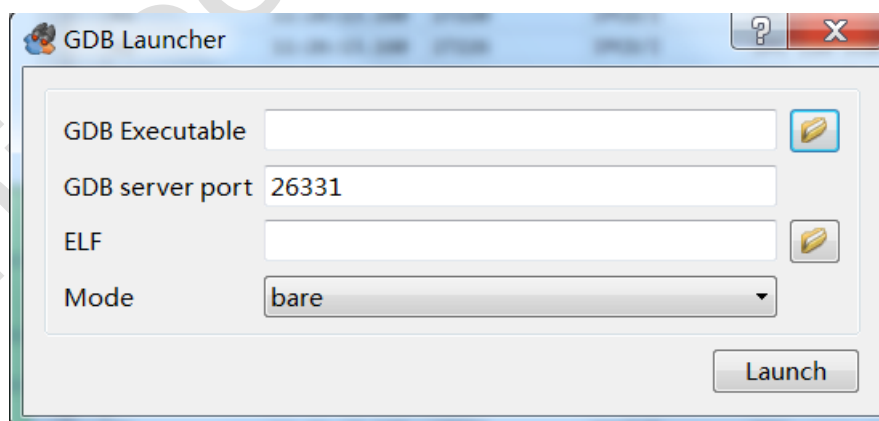 GDB Launcher
GDB Executable
GDB server port 26331
ELF
Mode bare
Launch